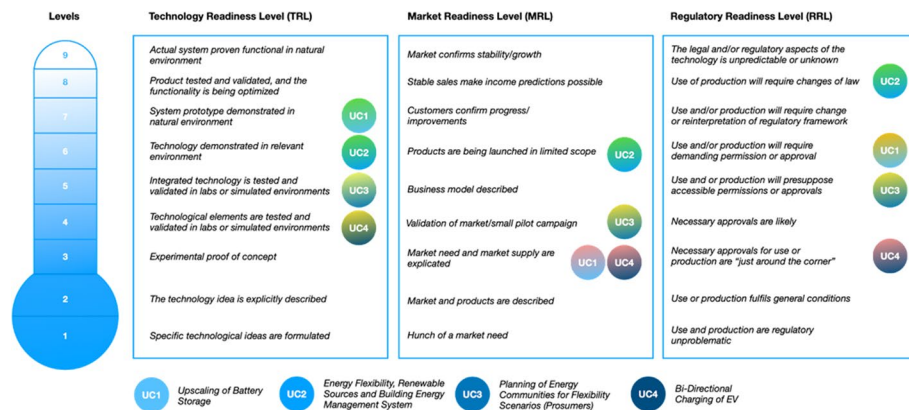 Levels
Technology Readiness Level (TRL)
Market Readiness Level (MRL)
Regulatory Readiness Level (RRL)
9
Actual system proven functional in natural
environment
Market confirms stability/growth
The legal and/or regulatory aspects of the
technology is unpredictable or unknown
8
Product tested and validated, and the
functionality is being optimized
Stable sales make income predictions possible
Use of production will require changes of law
UC2
7
System prototype demonstrated in
natural environment
UC1
Customers confirm progress/
improvements
Use and/or production will require change
or reinterpretation of regulatory framework
6
Technology demonstrated in relevant
environment
UC2
Products are being launched in limited scope
UC2
Use and/or production will require
demanding permission or approval
UC1
5
Integrated technology is tested and
validated in labs or simulated environments
UC3
Business model described
Use and or production will presuppose
accessible permissions or approvals
UC3
4
Technological elements are tested and
validated in labs or simulated environments
UC4
Validation of market/small pilot campaign
UC3
Necessary approvals are likely
3
Experimental proof of concept
Market need and market supply are
explicated
UC1
UC4
Necessary approvals for use or
production are “just around the corner”
UC4
2
The technology idea is explicitly described
Market and products are described
Use or production fulfils general conditions
1
Specific technological ideas are formulated
Hunch of a market need
Use and production are regulatory
unproblematic
UC1
Upscaling of Battery
Storage
UC2
Energy Flexibility, Renewable
Sources and Building Energy
Management System
UC3
Planning of Energy
Communities for Flexibility
Scenarios (Prosumers)
UC4
Bi-Directional
Charging of EV